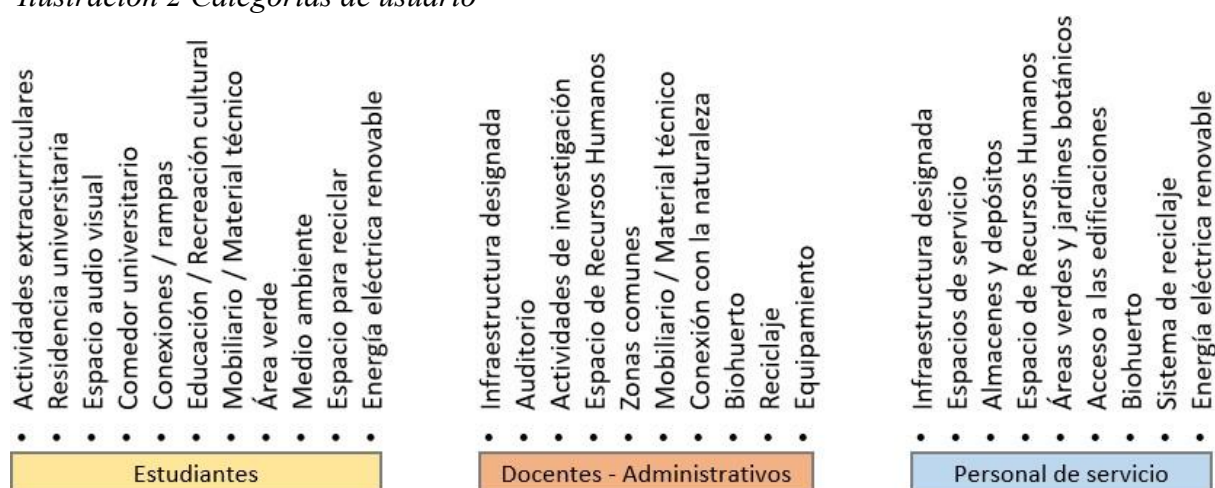 Ilustración 2 Categorías de usuario
• Actividades extracurriculares
• Residencia universitaria
• Espacio audio visual
• Comedor universitario
• Conexiones / rampas
• Educación / Recreación cultural
• Mobiliario / Material técnico
• Área verde
• Medio ambiente
• Espacio para reciclar
• Energía eléctrica renovable
Estudiantes
• Infraestructura designada
• Auditorio
• Actividades de investigación
• Espacio de Recursos Humanos
• Zonas comunes
• Mobiliario / Material técnico
• Conexión con la naturaleza
• Biohuerto
• Reciclaje
• Equipamiento
Docentes - Administrativos
• Infraestructura designada
• Espacios de servicio
• Almacenes y depósitos
• Espacio de Recursos Humanos
• Áreas verdes y jardines botánicos
• Acceso a las edificaciones
• Biohuerto
• Sistema de reciclaje
• Energía eléctrica renovable
Personal de servicio